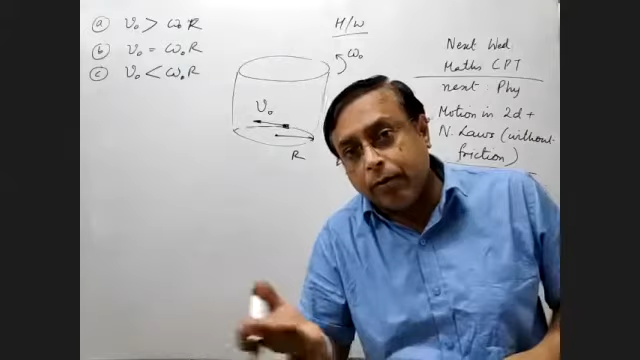 (a) v₀ > ω₀R
(b) v₀ = ω₀R
(c) v₀ < ω₀R
H/W
ω₀
v₀
R
Next Wed
Maths CPT
next: Phy
Motion in 2d +
N. Laws (without
friction)